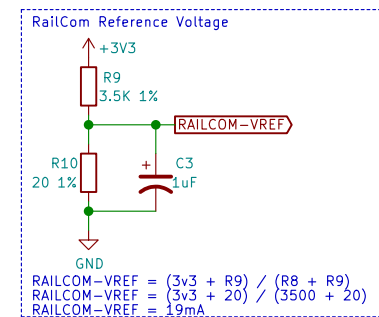 RailCom Reference Voltage
+3V3
R9
3.5K 1%
RAILCOM-VREF
R10
20 1%
+
C3
1uF
GND
RAILCOM-VREF = (3v3 + R9) / (R8 + R9)
RAILCOM-VREF = (3v3 + 20) / (3500 + 20)
RAILCOM-VREF = 19mA